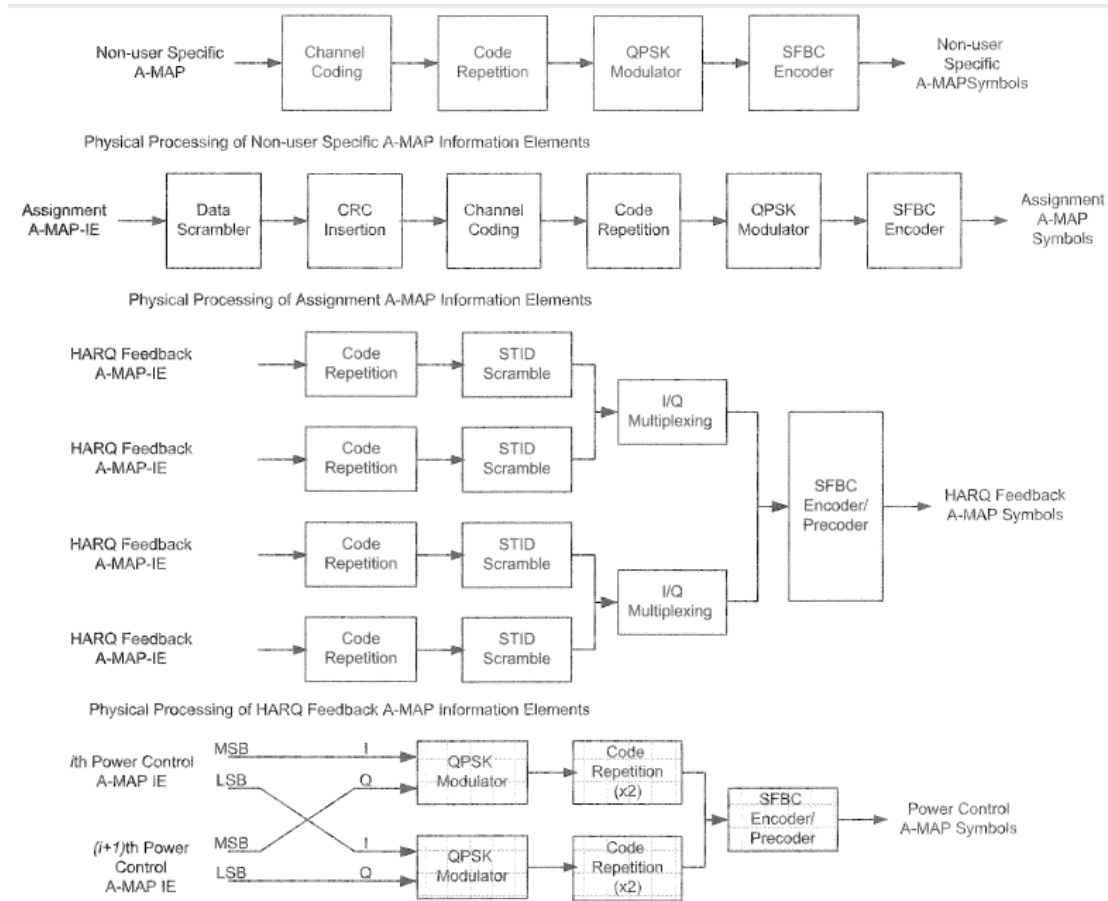 Non-user Specific
A-MAP
Channel
Coding
Code
Repetition
QPSK
Modulator
SFBC
Encoder
Non-user
Specific
A-MAPSymbols
Physical Processing of Non-user Specific A-MAP Information Elements
Assignment
A-MAP-IE
Data
Scrambler
CRC
Insertion
Channel
Coding
Code
Repetition
QPSK
Modulator
SFBC
Encoder
Assignment
A-MAP
Symbols
Physical Processing of Assignment A-MAP Information Elements
HARQ Feedback
A-MAP-IE
Code
Repetition
STID
Scramble
HARQ Feedback
A-MAP-IE
Code
Repetition
STID
Scramble
I/Q
Multiplexing
HARQ Feedback
A-MAP-IE
Code
Repetition
STID
Scramble
HARQ Feedback
A-MAP-IE
Code
Repetition
STID
Scramble
I/Q
Multiplexing
SFBC
Encoder/
Precoder
HARQ Feedback
A-MAP Symbols
Physical Processing of HARQ Feedback A-MAP Information Elements
ith Power Control
A-MAP IE
MSB
LSB
I
Q
QPSK
Modulator
Code
Repetition
(x2)
(i+1)th Power
Control
A-MAP IE
MSB
LSB
I
Q
QPSK
Modulator
Code
Repetition
(x2)
SFBC
Encoder/
Precoder
Power Control
A-MAP Symbols